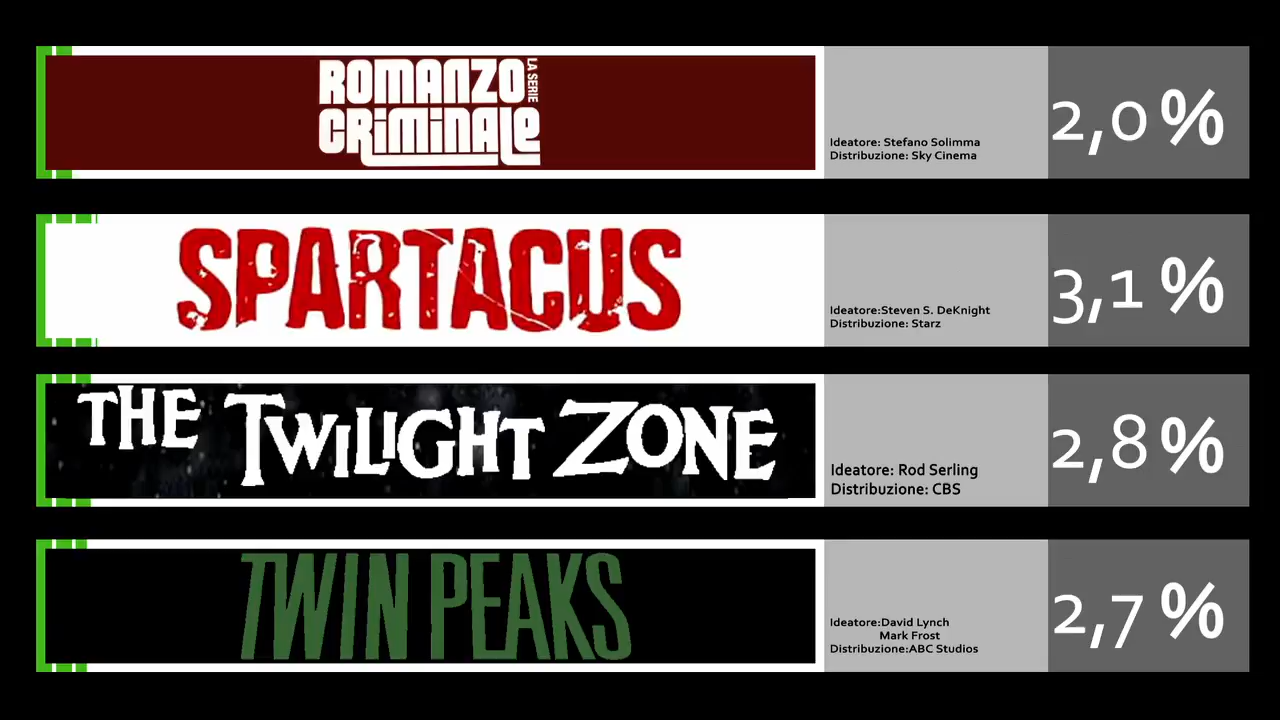 ROMANZO
CRIMINALE
LA SERIE
Ideatore: Stefano Solimma
Distribuzione: Sky Cinema
2,0 %
SPARTACUS
Ideatore:Steven S. DeKnight
Distribuzione: Starz
3,1 %
THE TWILIGHT ZONE
Ideatore: Rod Serling
Distribuzione: CBS
2,8 %
TWIN PEAKS
Ideatore:David Lynch
Mark Frost
Distribuzione:ABC Studios
2,7 %